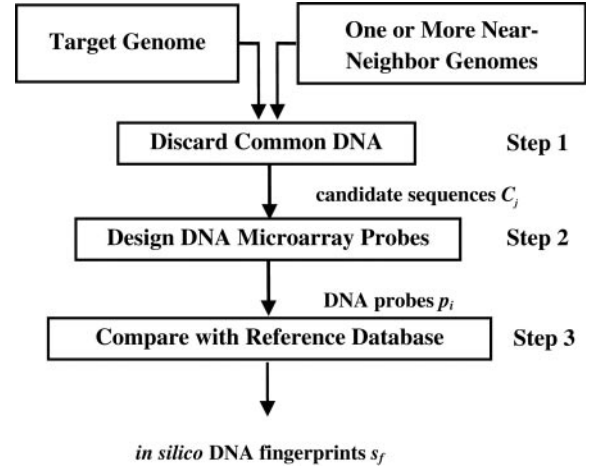 Target Genome
One or More Near-
Neighbor Genomes
Discard Common DNA
Step 1
candidate sequences Cj
Design DNA Microarray Probes
Step 2
DNA probes pi
Compare with Reference Database
Step 3
in silico DNA fingerprints sf